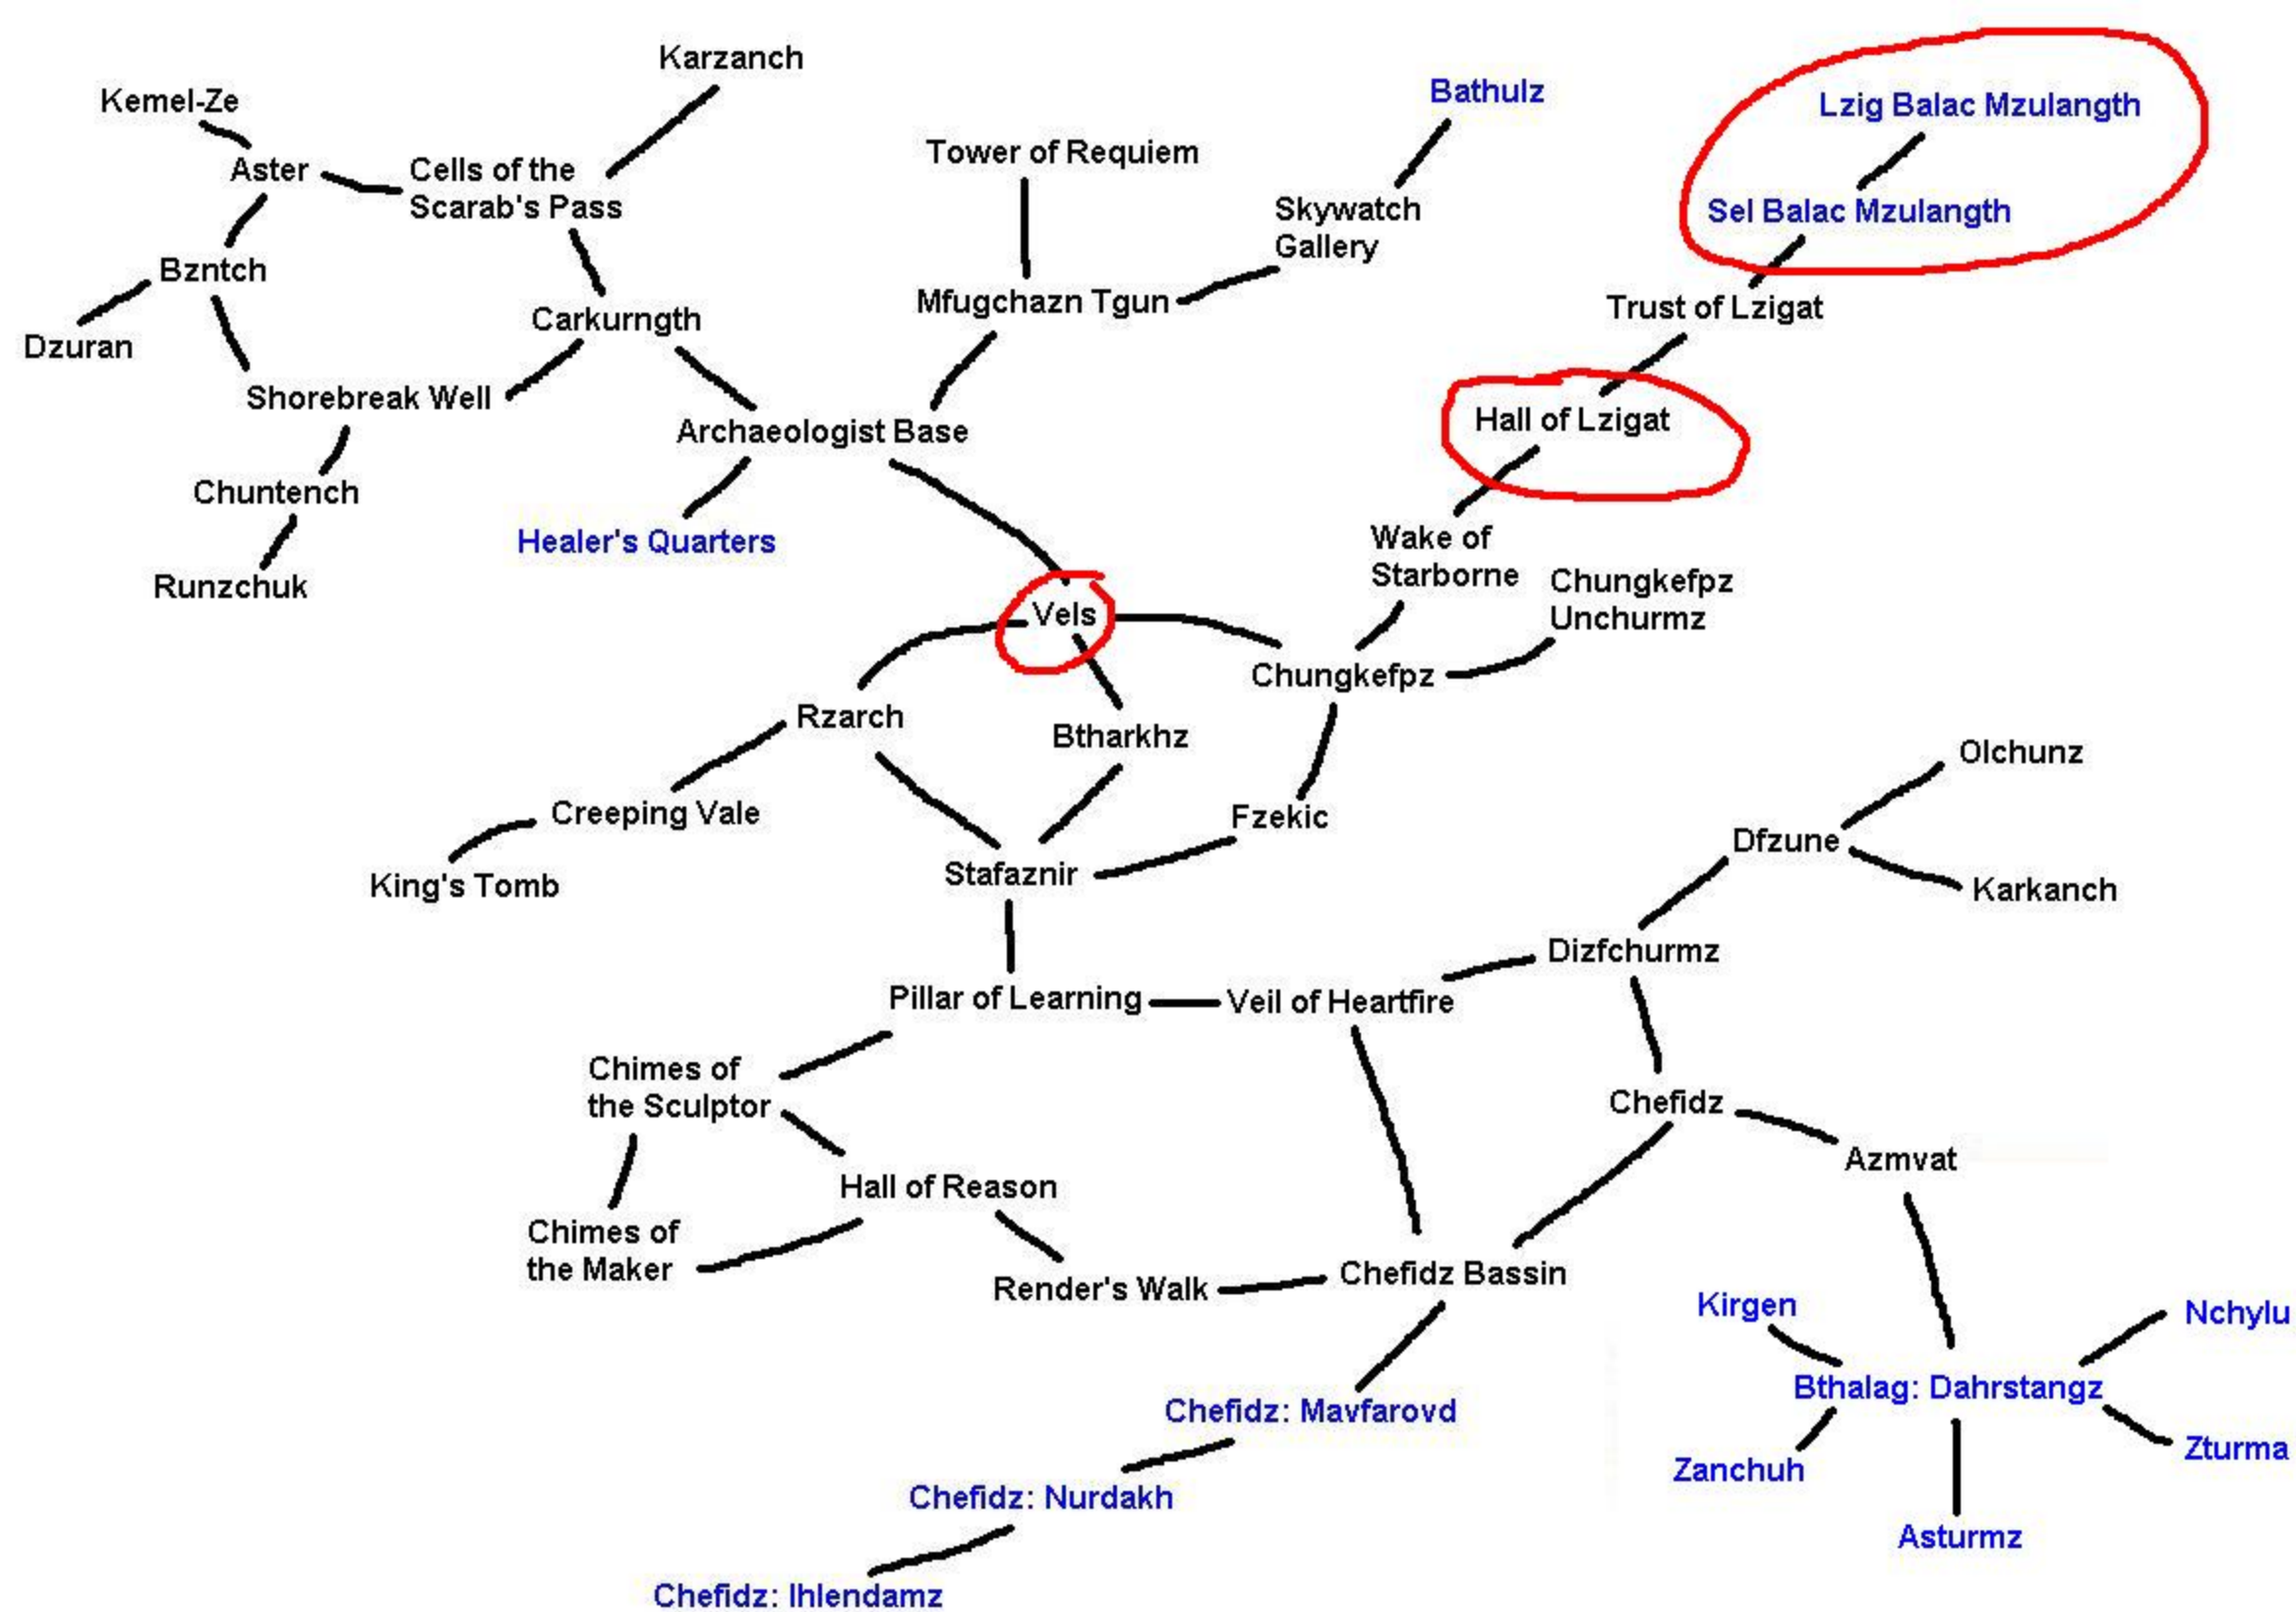 Karzanch
Kemel-Ze
Bathulz
Lzig Balac Mzulangth
Tower of Requiem
Aster
Cells of the
Scarab's Pass
Skywatch
Gallery
Sel Balac Mzulangth
Bzntch
Mfugchazn Tgun
Trust of Lzigat
Carkurngth
Dzuran
Shorebreak Well
Hall of Lzigat
Archaeologist Base
Chuntench
Healer's Quarters
Wake of
Starborne
Runzchuk
Chungkefpz
Unchurmz
Vels
Chungkefpz
Rzarch
Btharkhz
Olchunz
Creeping Vale
Fzekic
Dfzune
Stafaznir
King's Tomb
Karkanch
Dizfchurmz
Pillar of Learning
Veil of Heartfire
Chimes of
the Sculptor
Chefidz
Azmvat
Hall of Reason
Chimes of
the Maker
Render's Walk
Chefidz Bassin
Kirgen
Nchylu
Bthalag: Dahrstangz
Chefidz: Mavfarovd
Zturma
Zanchuh
Chefidz: Nurdakh
Asturmz
Chefidz: Ihlendamz